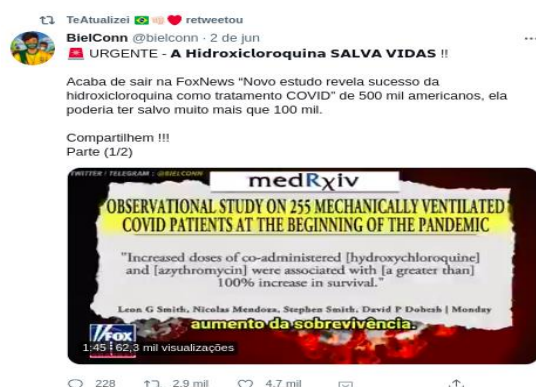 TeAtualizei 🇧🇷 👊🏻 ❤️ retweetou
BielConn @bielconn · 2 de jun
🚨 URGENTE - A Hidroxicloroquina SALVA VIDAS !!
Acaba de sair na FoxNews “Novo estudo revela sucesso da
hidroxicloroquina como tratamento COVID” de 500 mil americanos, ela
poderia ter salvo muito mais que 100 mil.
Compartilhem !!!
Parte (1/2)
TWITTER | TELEGRAM : @BIELCONN
medRxiv
OBSERVATIONAL STUDY ON 255 MECHANICALLY VENTILATED
COVID PATIENTS AT THE BEGINNING OF THE PANDEMIC
"Increased doses of co-administered [hydroxychloroquine]
and [azythromycin] were associated with [a greater than]
100% increase in survival."
Leon G Smith, Nicolas Mendoza, Stephen Smith, David P Dobesh | Monday
aumento da sobrevivência.
FOX
1:45 62,3 mil visualizações
228 2,9 mil 4,7 mil